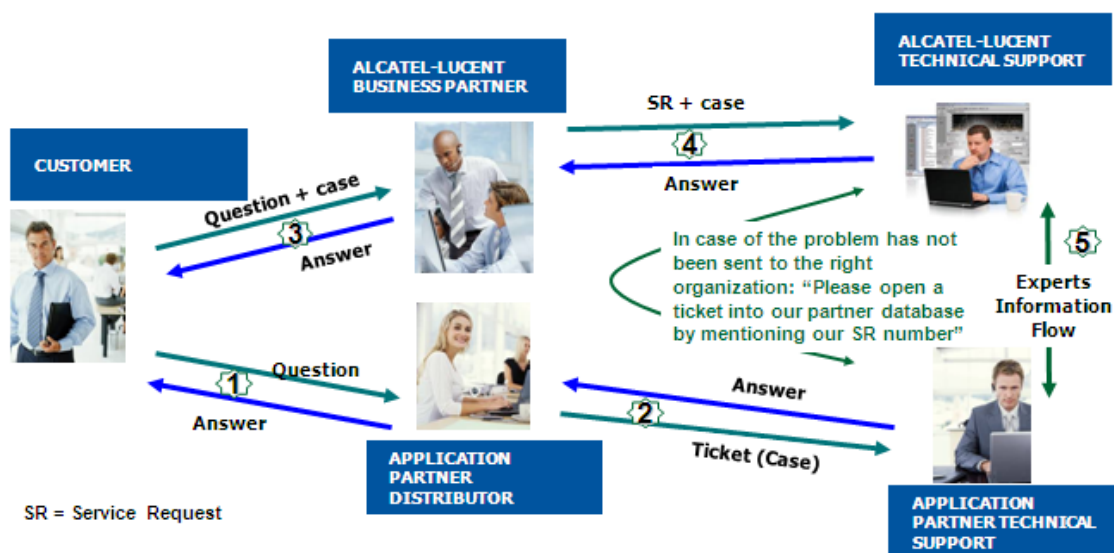 ALCATEL-LUCENT
TECHNICAL SUPPORT
ALCATEL-LUCENT
BUSINESS PARTNER
SR + case
4
Answer
CUSTOMER
Question + case
3
Answer
In case of the problem has not
been sent to the right
organization: “Please open a
ticket into our partner database
by mentioning our SR number”
5
Experts
Information
Flow
Question
1
Answer
Answer
2
Ticket (Case)
APPLICATION
PARTNER
DISTRIBUTOR
APPLICATION
PARTNER TECHNICAL
SUPPORT
SR = Service Request